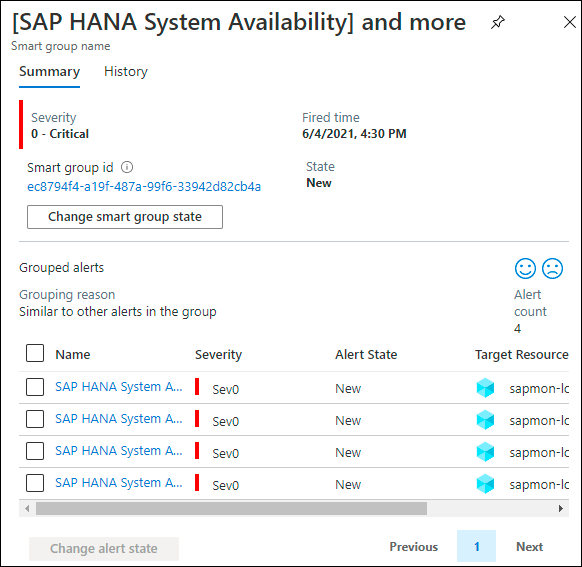 [SAP HANA System Availability] and more
Smart group name
Summary History
Severity Fired time
0 - Critical 6/4/2021, 4:30 PM
Smart group id State
ec8794f4-a19f-487a-99f6-33942d82cb4a New
Change smart group state
Grouped alerts
Grouping reason Alert count
Similar to other alerts in the group 4
Name Severity Alert State Target Resource
SAP HANA System A... Sev0 New sapmon-lc
SAP HANA System A... Sev0 New sapmon-lc
SAP HANA System A... Sev0 New sapmon-lc
SAP HANA System A... Sev0 New sapmon-lc
Change alert state Previous 1 Next